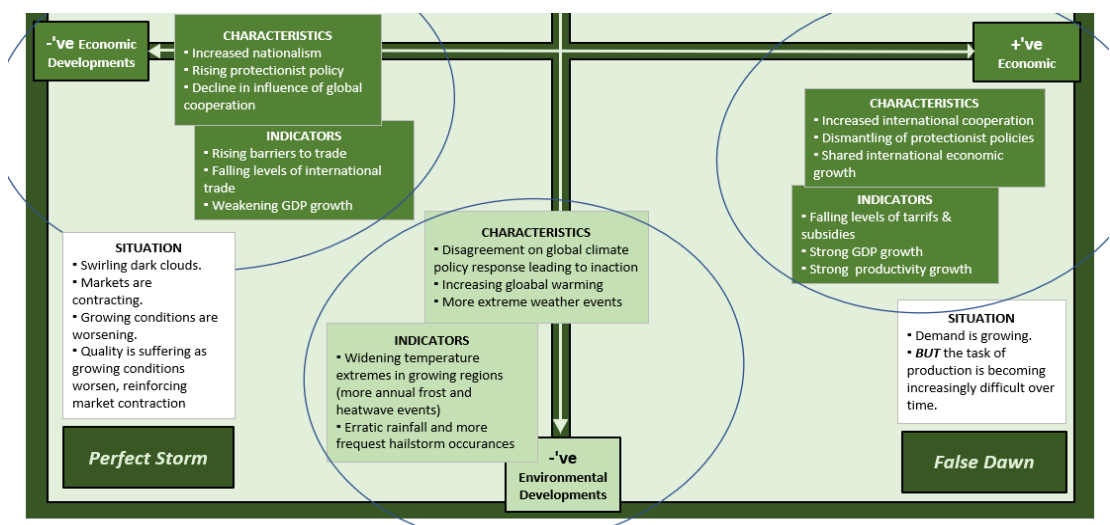 -'ve Economic
Developments
CHARACTERISTICS
▪ Increased nationalism
▪ Rising protectionist policy
▪ Decline in influence of global
cooperation
INDICATORS
▪ Rising barriers to trade
▪ Falling levels of international
trade
▪ Weakening GDP growth
+'ve
Economic
CHARACTERISTICS
▪ Increased international cooperation
▪ Dismantling of protectionist policies
▪ Shared international economic
growth
INDICATORS
▪ Falling levels of tarrifs &
subsidies
▪ Strong GDP growth
▪ Strong productivity growth
CHARACTERISTICS
▪ Disagreement on global climate
policy response leading to inaction
▪ Increasing gloabal warming
▪ More extreme weather events
INDICATORS
▪ Widening temperature
extremes in growing regions
(more annual frost and
heatwave events)
▪ Erratic rainfall and more
frequest hailstorm occurances
-'ve
Environmental
Developments
SITUATION
▪ Swirling dark clouds.
▪ Markets are
contracting.
▪ Growing conditions are
worsening.
▪ Quality is suffering as
growing conditions
worsen, reinforcing
market contraction
Perfect Storm
SITUATION
▪ Demand is growing.
▪ BUT the task of
production is becoming
increasingly difficult over
time.
False Dawn